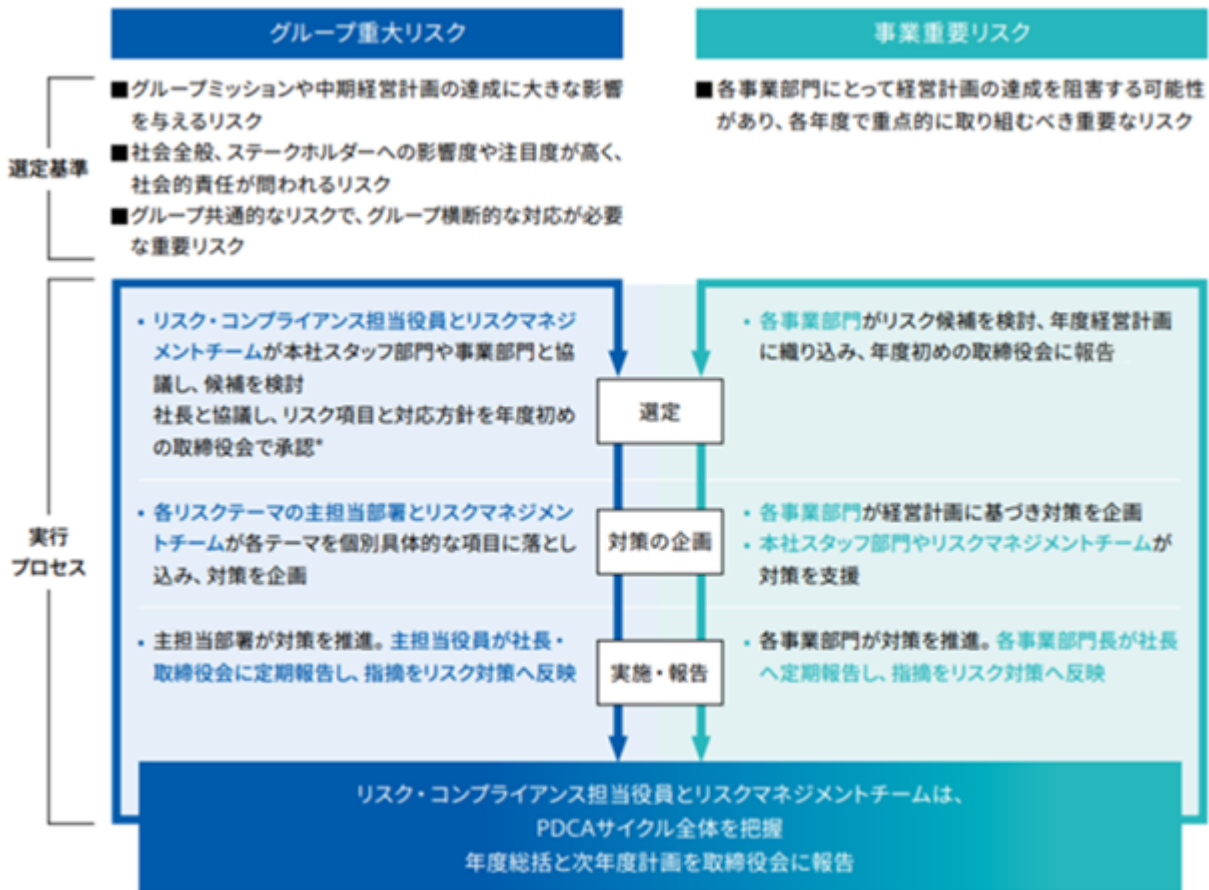 グループ重大リスク
事業重要リスク
選定基準
■グループミッションや中期経営計画の達成に大きな影響
を与えるリスク
■社会全般、ステークホルダーへの影響度や注目度が高く、
社会的責任が問われるリスク
■グループ共通的なリスクで、グループ横断的な対応が必要
な重要リスク
■各事業部門にとって経営計画の達成を阻害する可能性
があり、各年度で重点的に取り組むべき重要なリスク
実行
プロセス
• リスク・コンプライアンス担当役員とリスクマネジ
メントチームが本社スタッフ部門や事業部門と協
議し、候補を検討
社長と協議し、リスク項目と対応方針を年度初め
の取締役会で承認*
選定
• 各事業部門がリスク候補を検討、年度経営計画
に織り込み、年度初めの取締役会に報告
• 各リスクテーマの主担当部署とリスクマネジメン
トチームが各テーマを個別具体的な項目に落とし
込み、対策を企画
対策の企画
• 各事業部門が経営計画に基づき対策を企画
• 本社スタッフ部門やリスクマネジメントチームが
対策を支援
• 主担当部署が対策を推進。主担当役員が社長・
取締役会に定期報告し、指摘をリスク対策へ反映
実施・報告
• 各事業部門が対策を推進。各事業部門長が社長
へ定期報告し、指摘をリスク対策へ反映
リスク・コンプライアンス担当役員とリスクマネジメントチームは、
PDCAサイクル全体を把握
年度総括と次年度計画を取締役会に報告